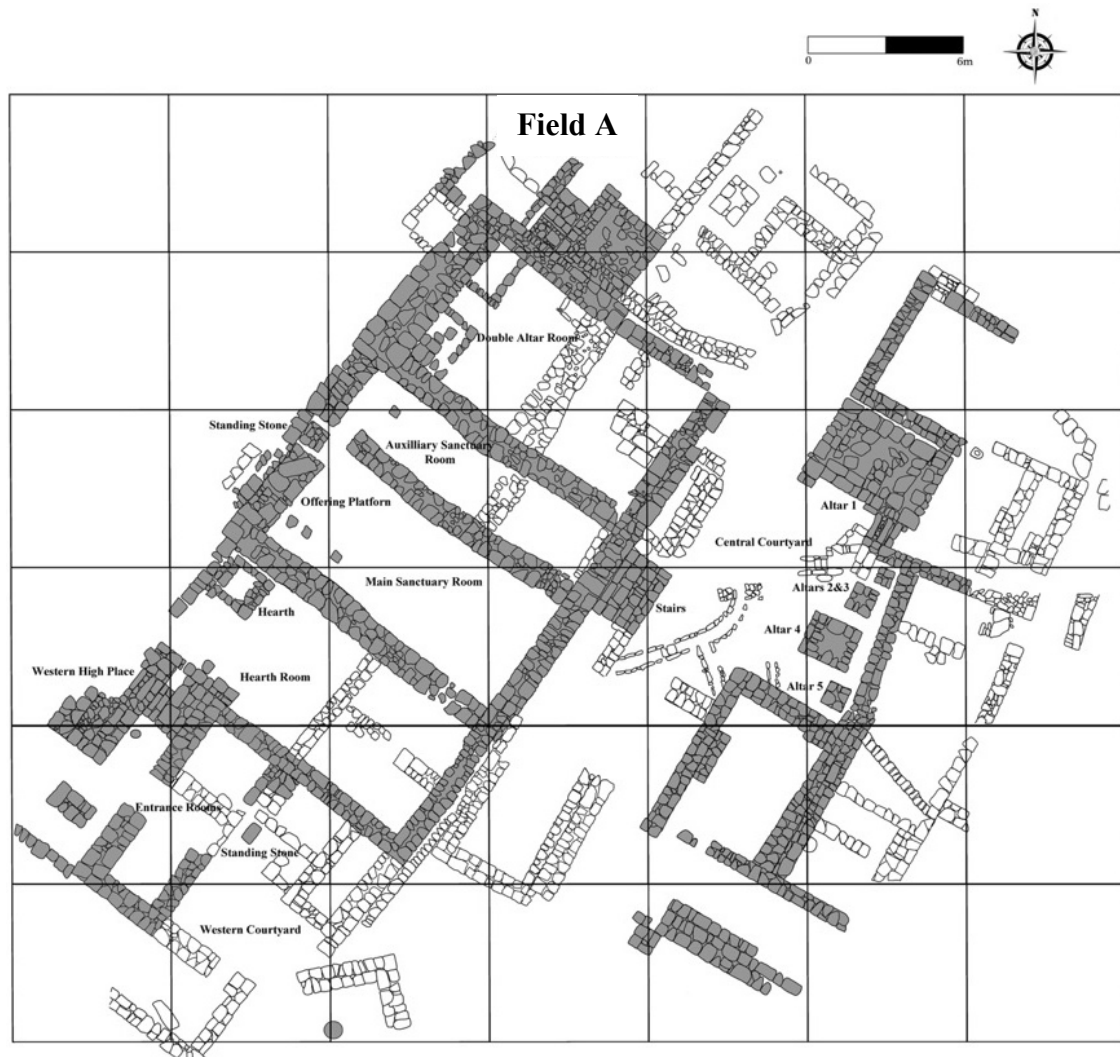 N
0 6m
Field A
Double Altar Room
Standing Stone
Auxilliary Sanctuary
Room
Offering Platforn
Altar 1
Central Courtyard
Main Sanctuary Room
Altars 2&3
Hearth
Stairs
Altar 4
Western High Place
Hearth Room
Altar 5
Entrance Rooms
Standing Stone
Western Courtyard